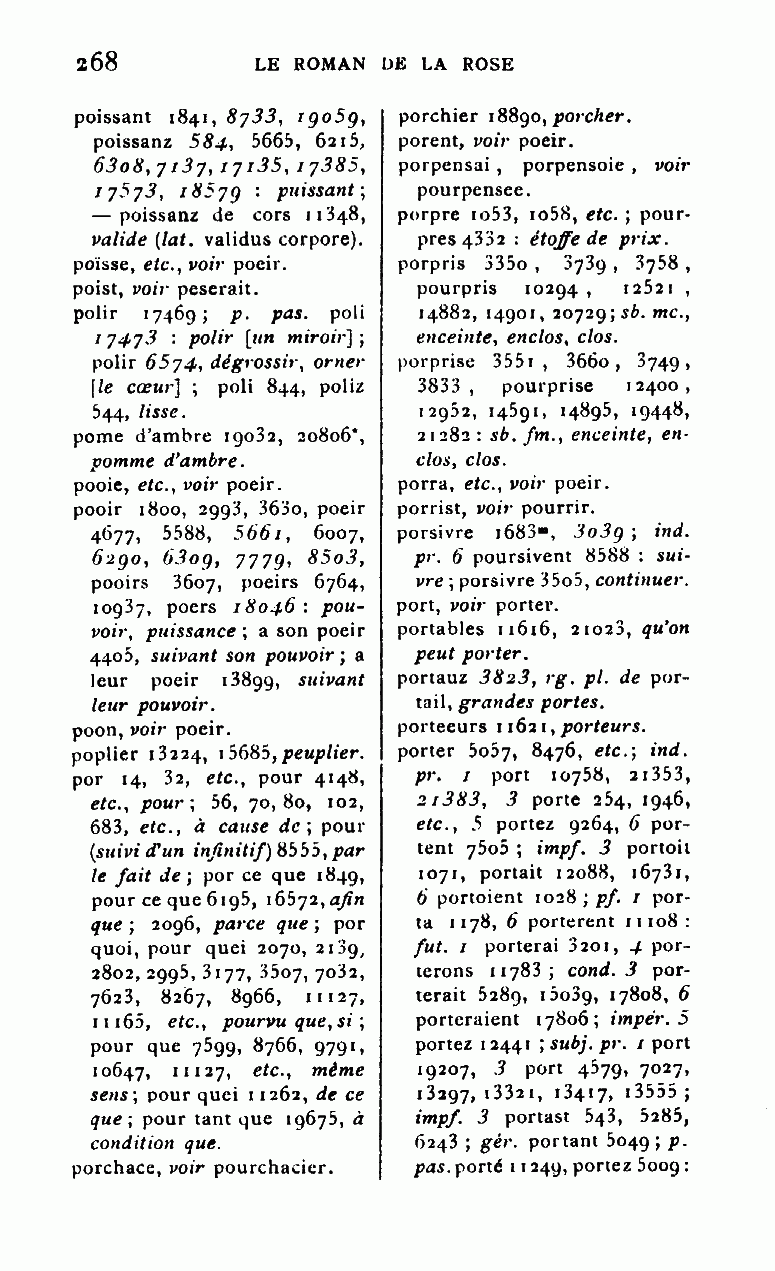 268 LE ROMAN DE LA ROSE
poissant 1841, 8733, 19059,
poissanz 584, 5665, 6215,
6308, 7137, 17135, 17385,
17573, 18579 : puissant ;
— poissanz de cors 11348,
valide (lat. validus corpore).
poïsse, etc., voir poeir.
poist, voir peserait.
polir 17469 ; p. pas. poli
17473 : polir [un miroir] ;
polir 6574, dégrossir, orner
[le cœur] ; poli 844, poliz
544, lisse.
pome d'ambre 19032, 20806*,
pomme d'ambre.
pooie, etc., voir poeir.
pooir 1800, 2993, 3630, poeir
4677, 5588, 5661, 6007,
6290, 6309, 7779, 8503,
pooirs 3607, poeirs 6764,
10937, poers 18046 : pou-
voir, puissance ; a son poeir
4405, suivant son pouvoir ; a
leur poeir 13899, suivant
leur pouvoir.
poon, voir poeir.
poplier 13224, 15685, peuplier.
por 14, 32, etc., pour 4148,
etc., pour ; 56, 70, 80, 102,
683, etc., à cause de ; pour
(suivi d'un infinitif) 8555, par
le fait de ; por ce que 1849,
pour ce que 6195, 16572, afin
que ; 2096, parce que ; por
quoi, pour quei 2070, 2139,
2802, 2995, 3177, 3507, 7032,
7623, 8267, 8966, 11127,
11165, etc., pourvu que, si ;
pour que 7599, 8766, 9791,
10647, 11127, etc., même
sens ; pour quei 11262, de ce
que ; pour tant que 19675, à
condition que.
porchace, voir pourchacier.
porchier 18890, porcher.
porent, voir poeir.
porpensai, porpensoie, voir
pourpensee.
porpre 1053, 1058, etc. ; pour-
pres 4332 : étoffe de prix.
porpris 3350, 3739, 3758,
pourpris 10294, 12521,
14882, 14901, 20729 ; sb. mc.,
enceinte, enclos, clos.
porprise 3551, 3660, 3749,
3833, pourprise 12400,
12952, 14591, 14895, 19448,
21282 : sb. fm., enceinte, en-
clos, clos.
porra, etc., voir poeir.
porrist, voir pourrir.
porsivre 1683, 3039 ; ind.
pr. 6 poursivent 8588 : sui-
vre ; porsivre 3505, continuer.
port, voir porter.
portables 11616, 21023, qu'on
peut porter.
portauz 3823, rg. pl. de por-
tail, grandes portes.
porteeurs 11621, porteurs.
porter 5057, 8476, etc.; ind.
pr. 1 port 10758, 21353,
21383, 3 porte 254, 1946,
etc., 5 portez 9264, 6 por-
tent 7505 ; impf. 3 portoit
1071, portait 12088, 16731,
6 portoient 1028 ; pf. 1 por-
ta 1178, 6 porterent 11108 :
fut. 1 porterai 3201, 4 por-
terons 11783 ; cond. 3 por-
terait 5289, 15039, 17808, 6
porteraient 17806 ; impér. 5
portez 12441 ; subj. pr. 1 port
19207, 3 port 4579, 7027,
13297, 13321, 13417, 13555 ;
impf. 3 portast 543, 5285,
6243 ; gér. portant 5049 ; p.
pas. porté 11249, portez 5009 :